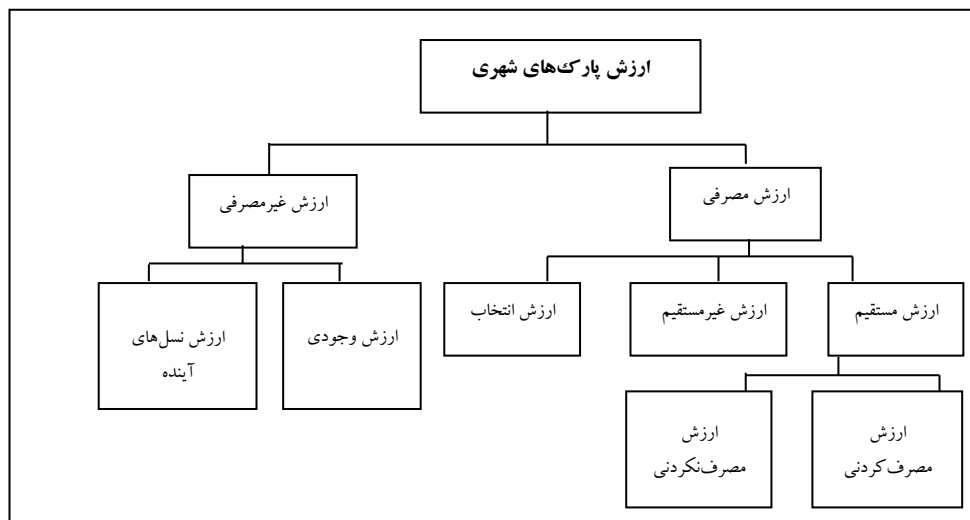 ارزش پارک‌های شهری
ارزش مصرفی
ارزش غیرمصرفی
ارزش مستقیم
ارزش غیرمستقیم
ارزش انتخاب
ارزش وجودی
ارزش نسل‌های
آینده
ارزش
مصرف‌کردنی
ارزش
مصرف‌نکردنی